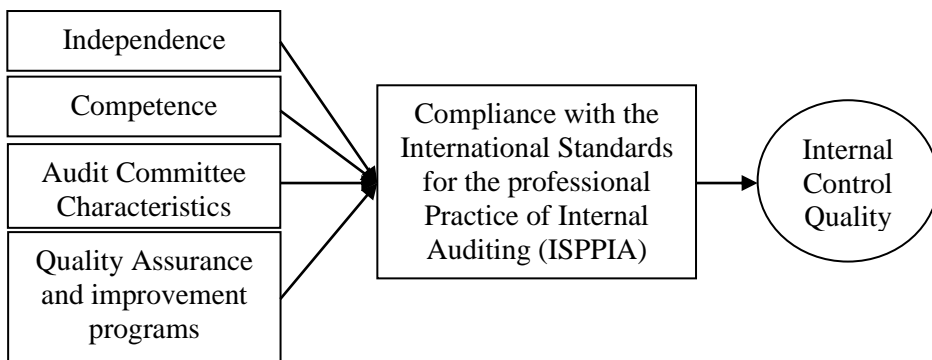 Independence
Competence
Audit Committee
Characteristics
Quality Assurance
and improvement
programs
Compliance with the
International Standards
for the professional
Practice of Internal
Auditing (ISPPIA)
Internal
Control
Quality